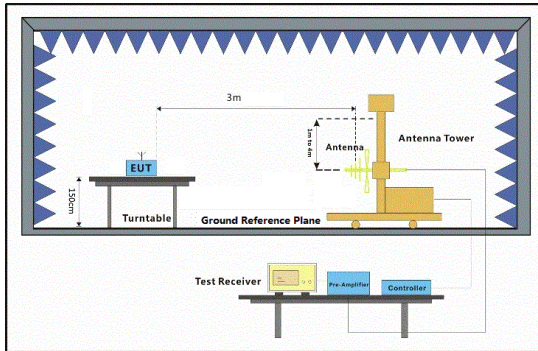 3m
1m to 4m
Antenna
Antenna Tower
EUT
150cm
Turntable
Ground Reference Plane
Test Receiver
Pre-Amplifier
Controller